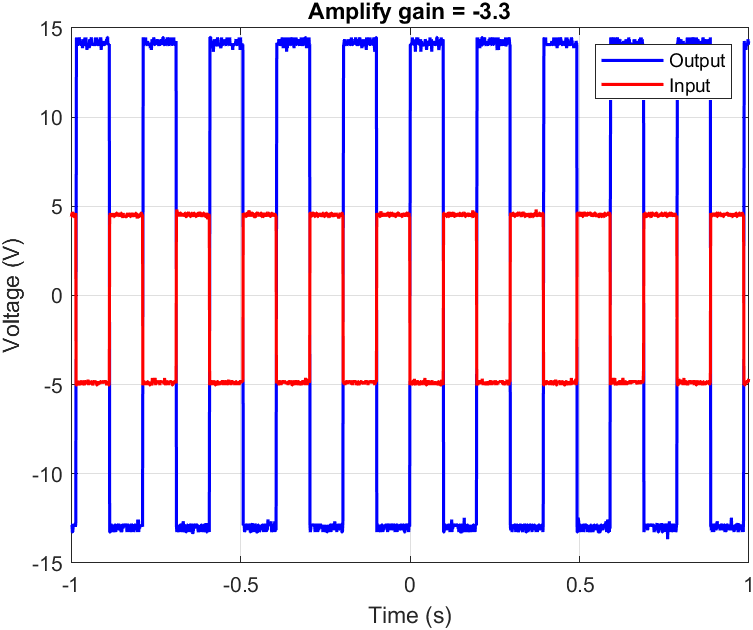 Amplify gain = -3.3
15
10
5
0
-5
-10
-15
Voltage (V)
Output
Input
-1
-0.5
0
0.5
1
Time (s)